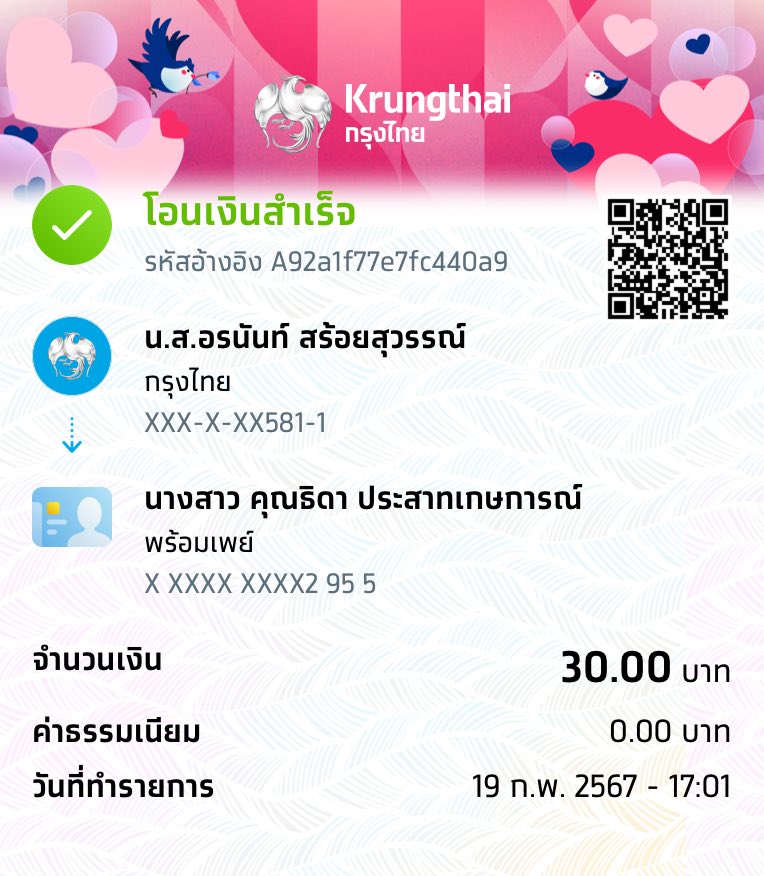 Krungthai
กรุงไทย
โอนเงินสำเร็จ
รหัสอ้างอิง A92a1f77e7fc440a9
น.ส.อรนันท์ สร้อยสุวรรณ์
กรุงไทย
XXX-X-XX581-1
นางสาว คุณธิดา ประสาทเกษการณ์
พร้อมเพย์
X XXXX XXXX2 95 5
จำนวนเงิน 30.00 บาท
ค่าธรรมเนียม 0.00 บาท
วันที่ทำรายการ 19 ก.พ. 2567 - 17:01